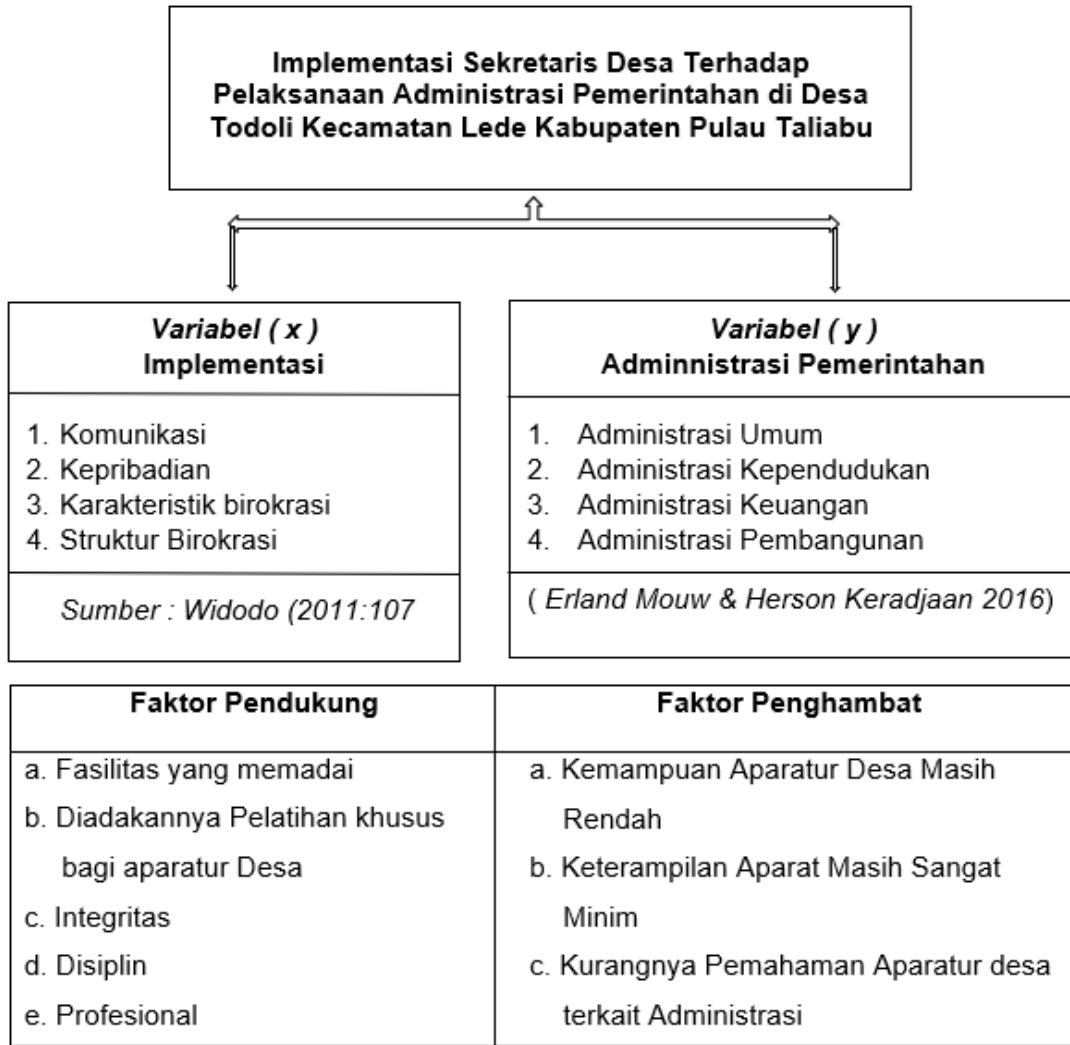 Implementasi Sekretaris Desa Terhadap
Pelaksanaan Administrasi Pemerintahan di Desa
Todoli Kecamatan Lede Kabupaten Pulau Taliabu
Variabel ( x )
Implementasi
1. Komunikasi
2. Kepribadian
3. Karakteristik birokrasi
4. Struktur Birokrasi
Sumber : Widodo (2011:107
Variabel ( y )
Adminnistrasi Pemerintahan
1. Administrasi Umum
2. Administrasi Kependudukan
3. Administrasi Keuangan
4. Administrasi Pembangunan
( Erland Mouw & Herson Keradjaan 2016)
Faktor Pendukung
a. Fasilitas yang memadai
b. Diadakannya Pelatihan khusus
bagi aparatur Desa
c. Integritas
d. Disiplin
e. Profesional
Faktor Penghambat
a. Kemampuan Aparatur Desa Masih
Rendah
b. Keterampilan Aparat Masih Sangat
Minim
c. Kurangnya Pemahaman Aparatur desa
terkait Administrasi